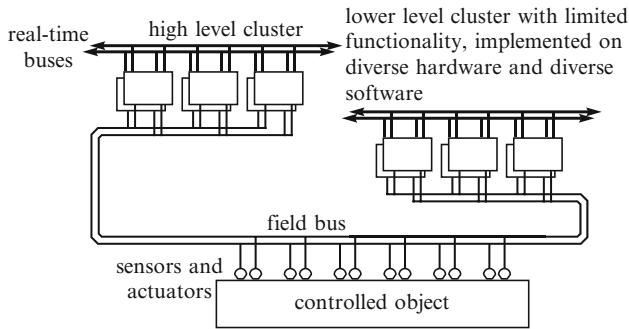 real-time
buses
high level cluster
lower level cluster with limited
functionality, implemented on
diverse hardware and diverse
software
field bus
sensors and
actuators
controlled object